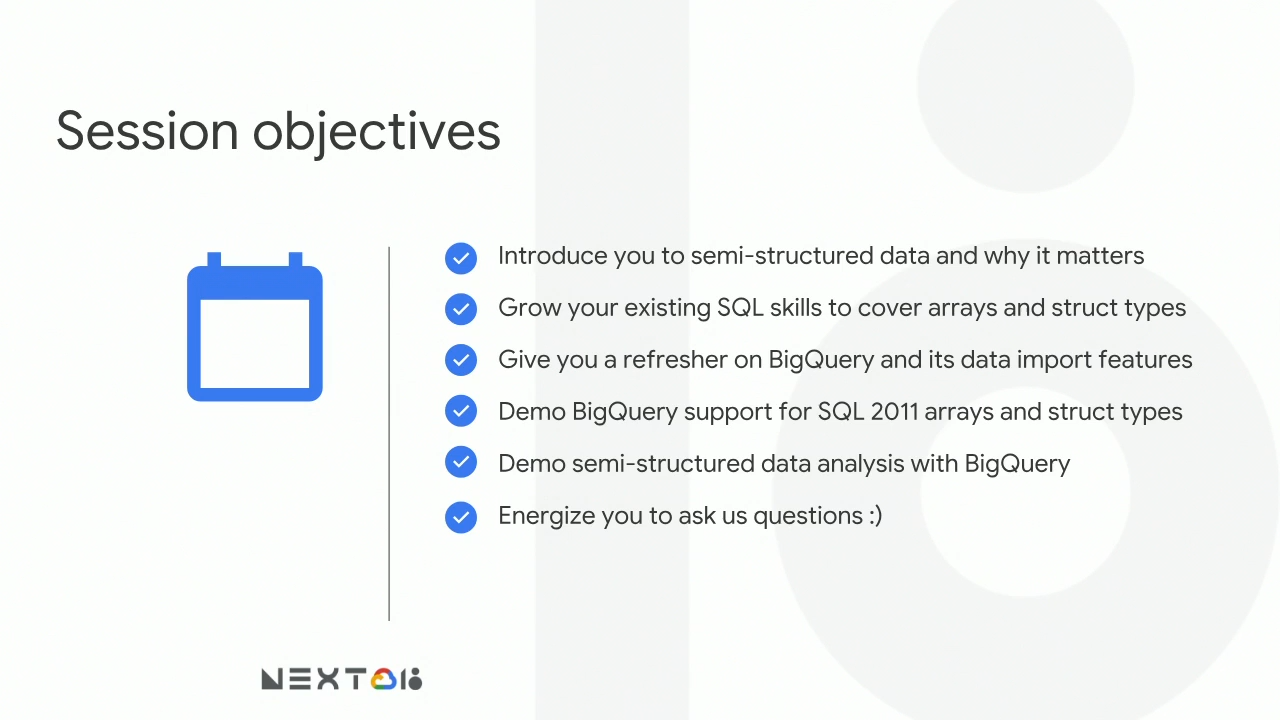 Session objectives
Introduce you to semi-structured data and why it matters
Grow your existing SQL skills to cover arrays and struct types
Give you a refresher on BigQuery and its data import features
Demo BigQuery support for SQL 2011 arrays and struct types
Demo semi-structured data analysis with BigQuery
Energize you to ask us questions :)
NEXT 18